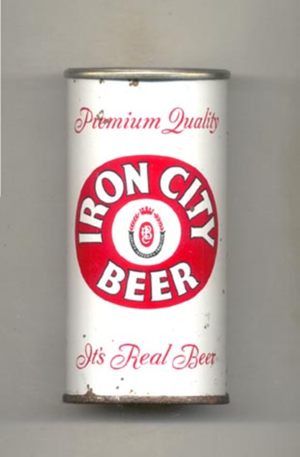 Premium Quality
IRON CITY
BEER
It's Real Beer